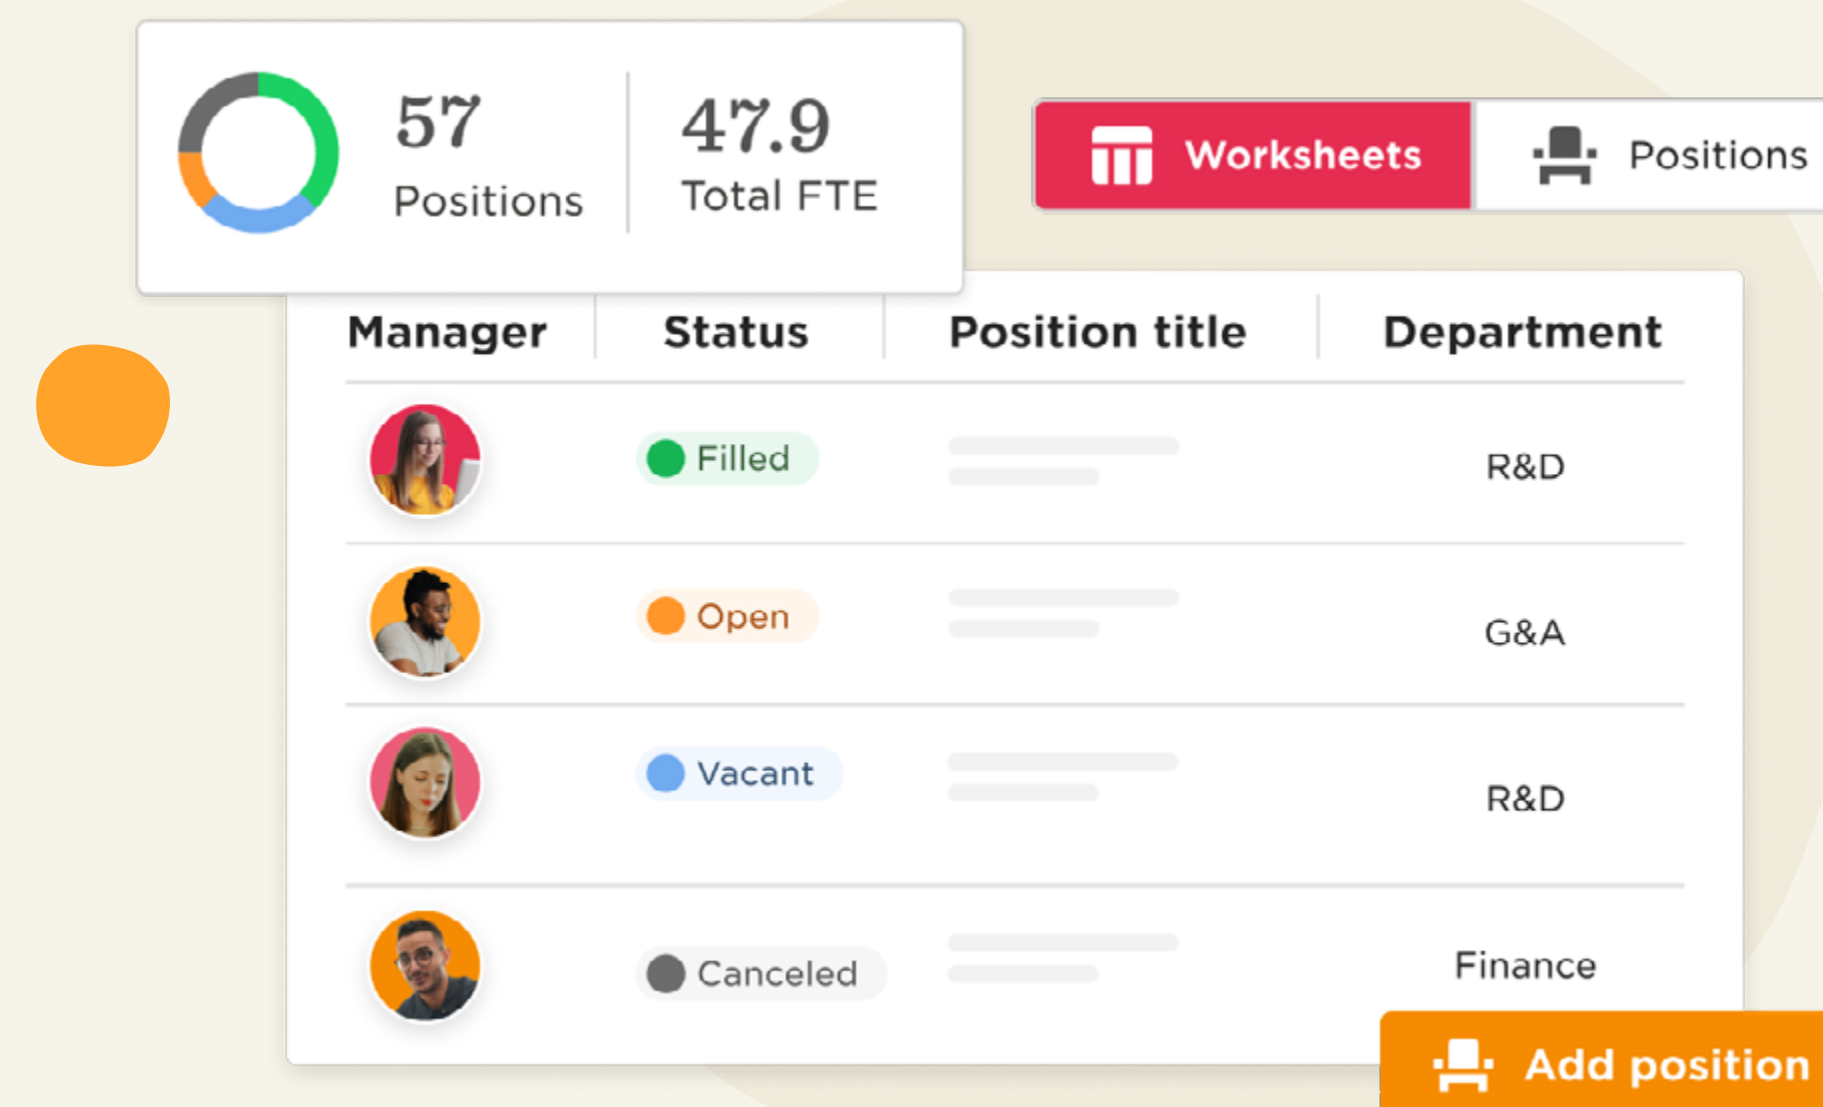 57
Positions
47.9
Total FTE
Worksheets
Positions
Manager Status Position title Department
Filled R&D
Open G&A
Vacant R&D
Canceled Finance
Add position